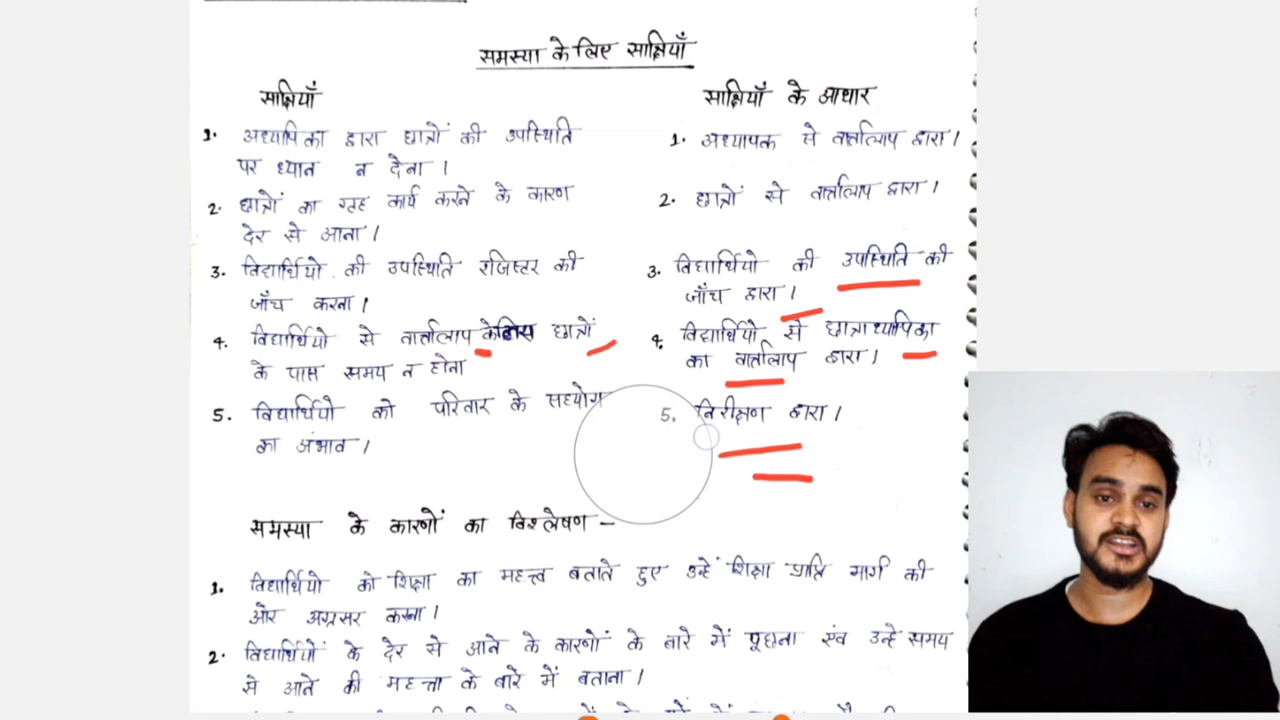 समस्या के लिए साक्षियाँ
साक्षियाँ
1. अध्यापिका द्वारा छात्रों की उपस्थिति
पर ध्यान न देना।
2. छात्रों का गृह कार्य करने के कारण
देर से आना।
3. विद्यार्थियो की उपस्थिति रजिस्टर की
जाँच करना।
4. विद्यार्थियो से वार्तालाप के लिए छात्रों
के पास समय न होना
5. विद्यार्थियो को परिवार के सहयोग
का अंभाव।
साक्षियाँ के आधार
1. अध्यापक से वार्तालाप द्वारा।
2. छात्रों से वार्तालाप द्वारा।
3. विद्यार्थियो की उपस्थिति की
जाँच द्वारा।
4. विद्यार्थियो से छात्राध्यापिका
का वार्तालाप द्वारा।
5. निरीक्षण द्वारा।
समस्या के कारणों का विश्लेषण –
1. विद्यार्थियो को शिक्षा का महत्त्व बताते हुए उन्हें शिक्षा प्राप्ति मार्ग की
ओर अग्रसर करना।
2. विद्यार्थियों के देर से आने के कारणों के बारे में पूछना एंव उन्हे समय
से आने की महत्ता के बारे में बताना।